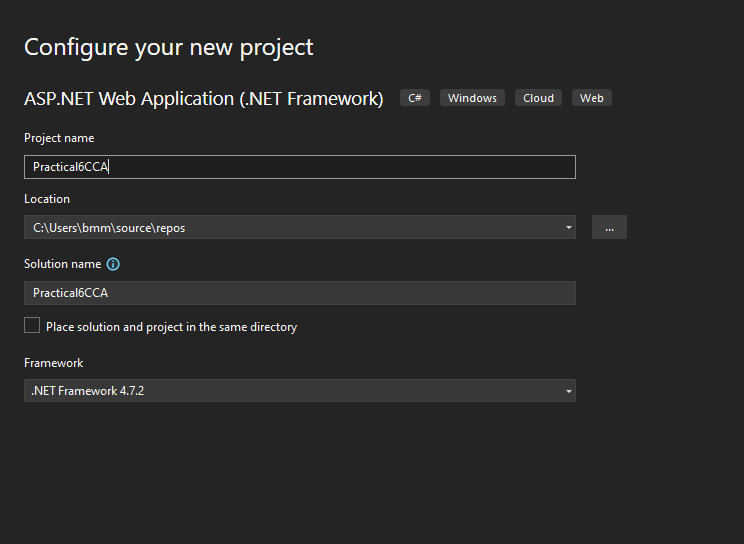 Configure your new project
ASP.NET Web Application (.NET Framework) C# Windows Cloud Web
Project name
Practical6CCA
Location
C:\Users\bmm\source\repos
...
Solution name
Practical6CCA
Place solution and project in the same directory
Framework
.NET Framework 4.7.2